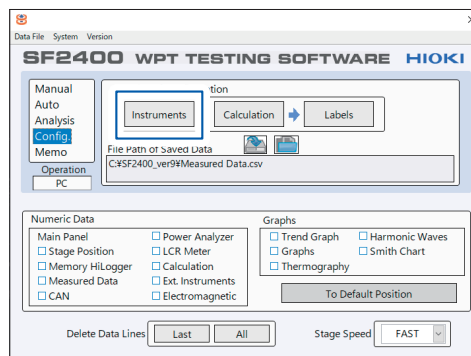 Data File System Version
SF2400 WPT TESTING SOFTWARE HIOKI
Manual
Auto
Analysis
Config.
Memo
Operation
PC
tion
Instruments
Calculation
Labels
File Path of Saved Data
C:¥SF2400_ver9¥Measured Data.csv
Numeric Data
Main Panel
Stage Position
Memory HiLogger
Measured Data
CAN
Power Analyzer
LCR Meter
Calculation
Ext. Instruments
Electromagnetic
Graphs
Trend Graph
Graphs
Thermography
Harmonic Waves
Smith Chart
To Default Position
Delete Data Lines Last All
Stage Speed FAST